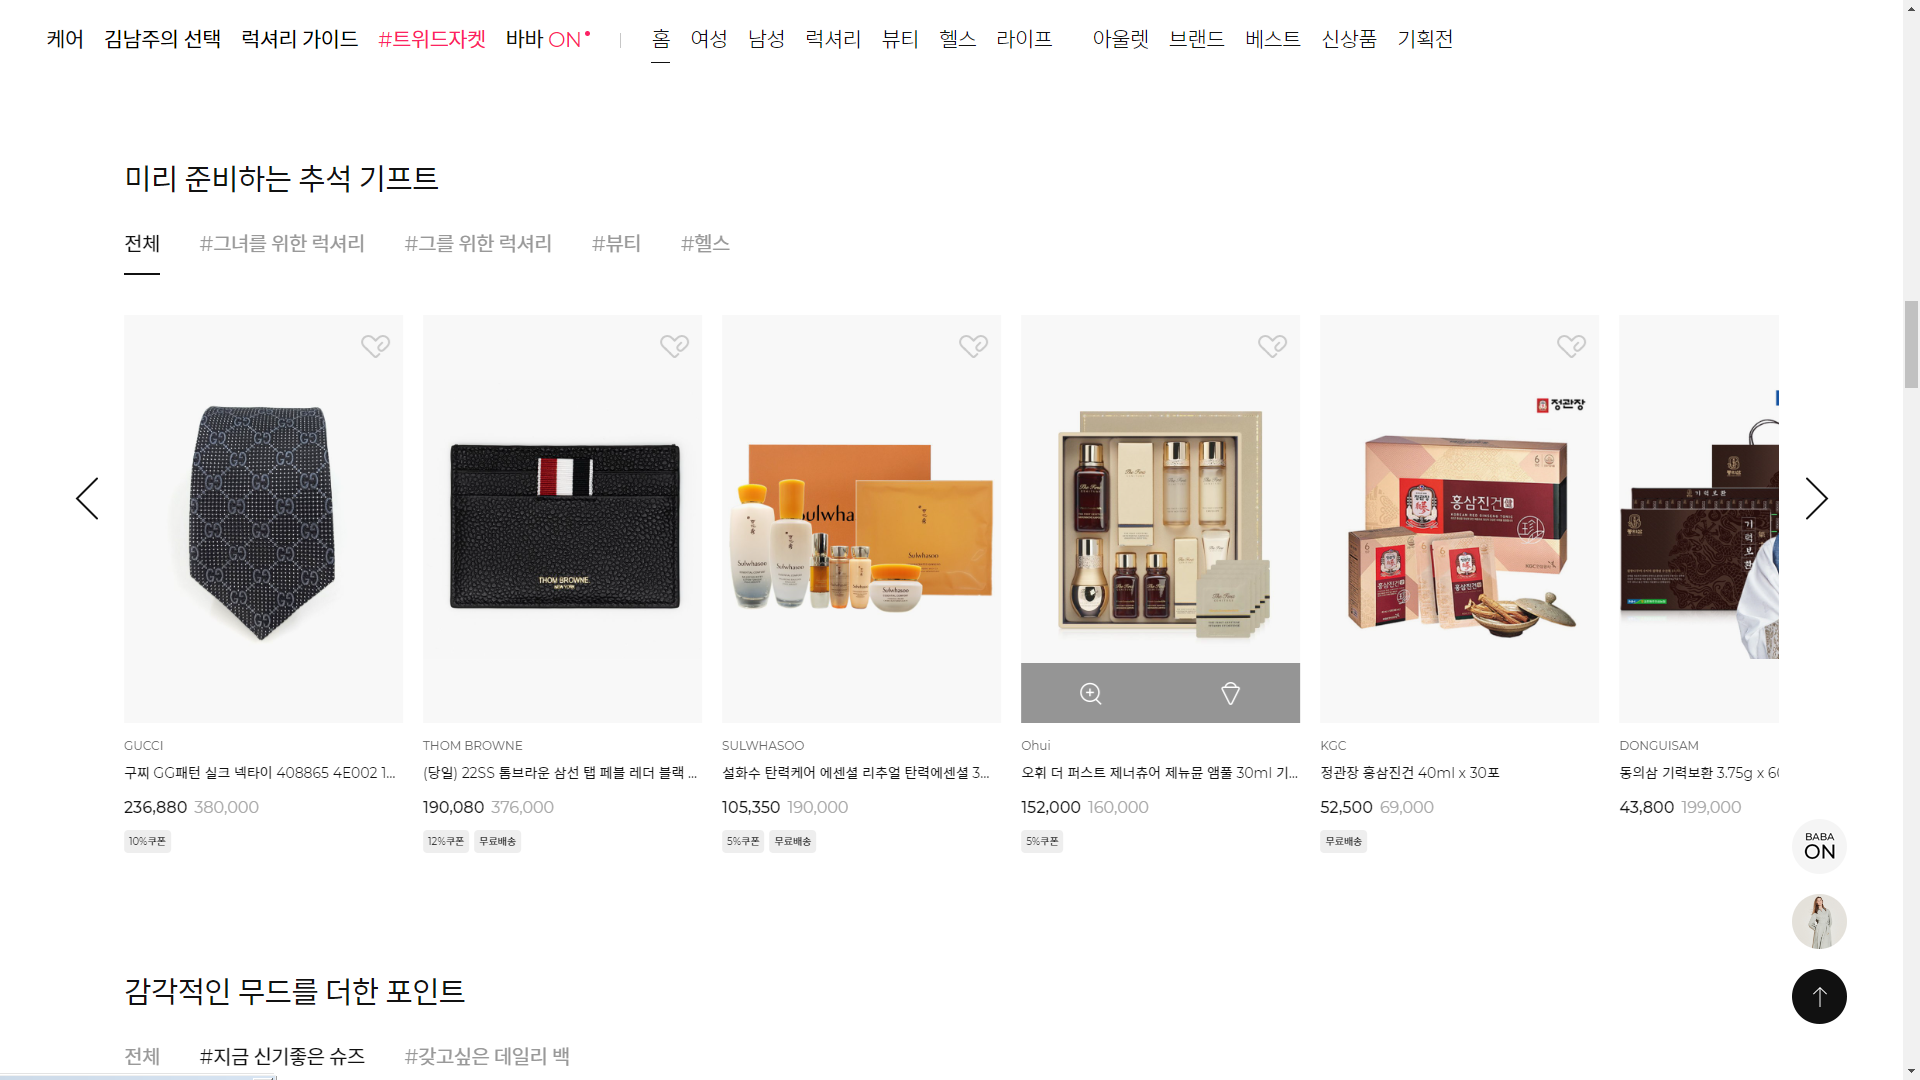 케어 김남주의 선택 럭셔리 가이드 #트위드자켓 바바 ON 홈 여성 남성 럭셔리 뷰티 헬스 라이프 아울렛 브랜드 베스트 신상품 기획전
미리 준비하는 추석 기프트
전체 #그녀를 위한 럭셔리 #그를 위한 럭셔리 #뷰티 #헬스
THOM BROWNE
NEW YORK
Sulwhasoo
정관장
홍삼진건
기력보환
GUCCI
구찌 GG패턴 실크 넥타이 408865 4E002 1...
236,880 380,000
10%쿠폰
THOM BROWNE
(당일) 22SS 톰브라운 삼선 탭 페블 레더 블랙 ...
190,080 376,000
12%쿠폰 무료배송
SULWHASOO
설화수 탄력케어 에센셜 리추얼 탄력에센셜 3...
105,350 190,000
5%쿠폰 무료배송
Ohui
오휘 더 퍼스트 제너츄어 제뉴뮨 앰풀 30ml 기...
152,000 160,000
5%쿠폰
KGC
정관장 홍삼진건 40ml x 30포
52,500 69,000
무료배송
DONGUISAM
동의삼 기력보환 3.75g x 60
43,800 199,000
BABA
ON
감각적인 무드를 더한 포인트
전체 #지금 신기좋은 슈즈 #갖고싶은 데일리 백